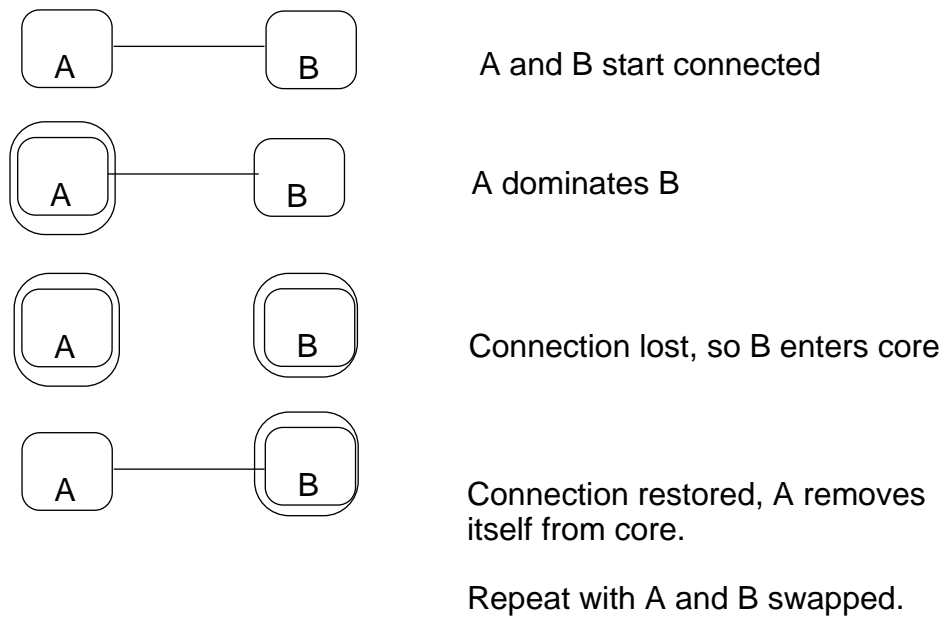 A
B
A and B start connected
A
B
A dominates B
A
B
Connection lost, so B enters core
A
B
Connection restored, A removes
itself from core.
Repeat with A and B swapped.